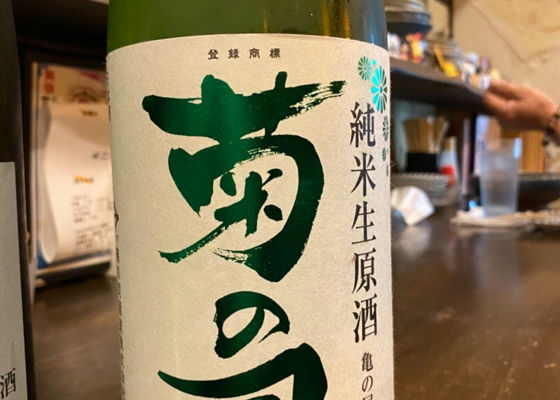 登録商標
菊の
純米生原酒
亀の
酒